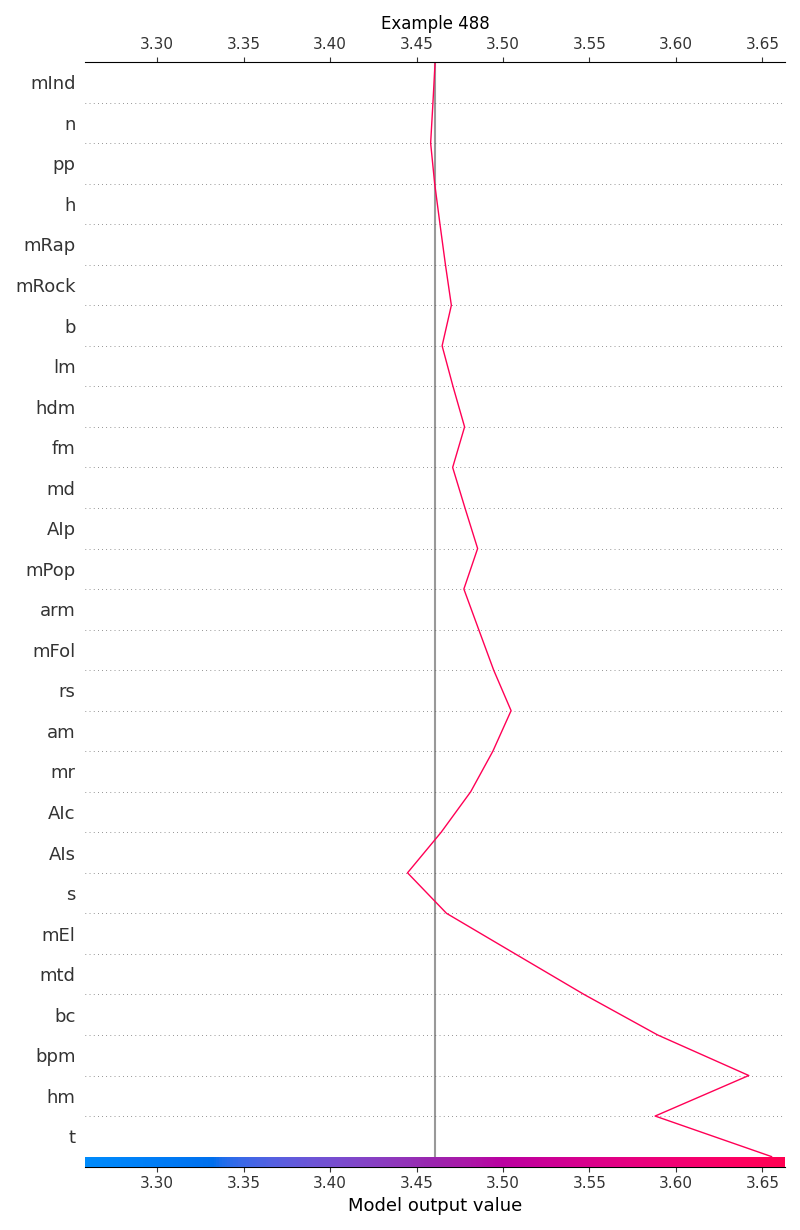 Example 488
3.30 3.35 3.40 3.45 3.50 3.55 3.60 3.65
mInd
n
pp
h
mRap
mRock
b
lm
hdm
fm
md
AIp
mPop
arm
mFol
rs
am
mr
AIc
AIs
s
mEl
mtd
bc
bpm
hm
t
3.30 3.35 3.40 3.45 3.50 3.55 3.60 3.65
Model output value